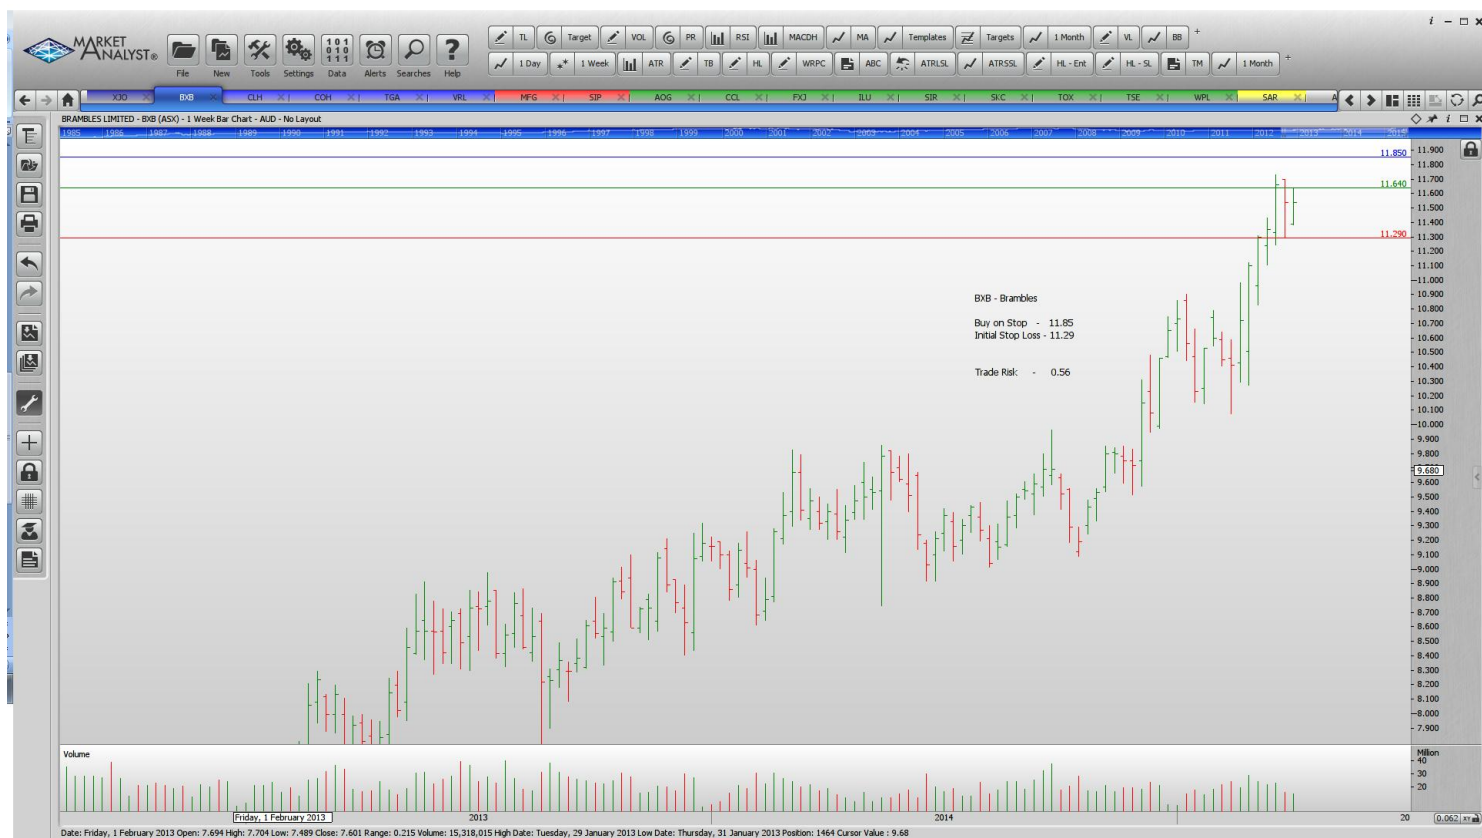 i
MARKET ANALYST®
File New Tools Settings Data Alerts Searches Help
TL Target VOL PR RSI MACDH MA Templates Targets 1 Month VL BB +
1 Day 1 Week ATR TB HL WRPC ABC ATRLSL ATRSSL HL - Ent HL - SL TM 1 Month +
XJO BXB CLH COH TGA VRL MFG SIP AOG CCL FXJ ILU SIR SKC TOX TSE WPL SAR A
BRAMBLES LIMITED - BXB (ASX) - 1 Week Bar Chart - AUD - No Layout
1985 1986 1987 1988 1989 1990 1991 1992 1993 1994 1995 1996 1997 1998 1999 2000 2001 2002 2003 2004 2005 2006 2007 2008 2009 2010 2011 2012 2013 2014 2015
11.850
11.640
11.290
11.900
11.800
11.700
11.600
11.500
11.400
11.300
11.200
11.100
11.000
10.900
10.800
10.700
10.600
10.500
10.400
10.300
10.200
10.100
10.000
9.900
9.800
9.680
9.600
9.500
9.400
9.300
9.200
9.100
9.000
8.900
8.800
8.700
8.600
8.500
8.400
8.300
8.200
8.100
8.000
7.900
BXB - Brambles
Buy on Stop - 11.85
Initial Stop Loss - 11.29
Trade Risk - 0.56
Volume
Million
40
30
20
Friday, 1 February 2013
2013
2014
20
0.062 XY
Date: Friday, 1 February 2013 Open: 7.694 High: 7.704 Low: 7.489 Close: 7.601 Range: 0.215 Volume: 15,318,015 High Date: Tuesday, 29 January 2013 Low Date: Thursday, 31 January 2013 Position: 1464 Cursor Value : 9.68